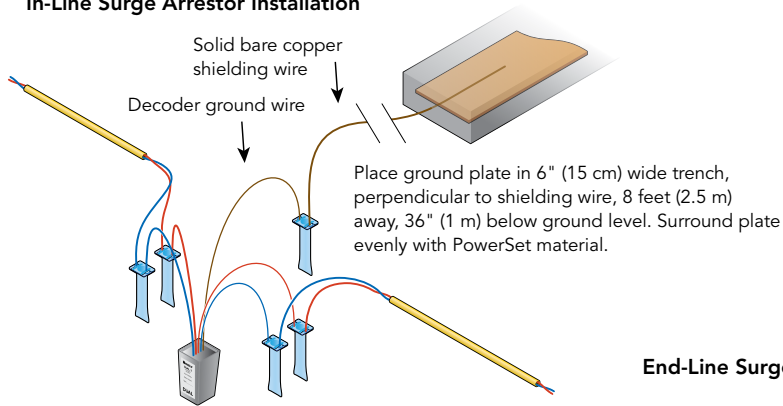 In-Line Surge Arrestor Installation
Solid bare copper
shielding wire
Decoder ground wire
Place ground plate in 6" (15 cm) wide trench,
perpendicular to shielding wire, 8 feet (2.5 m)
away, 36" (1 m) below ground level. Surround plate
evenly with PowerSet material.
DUAL
End-Line Surge